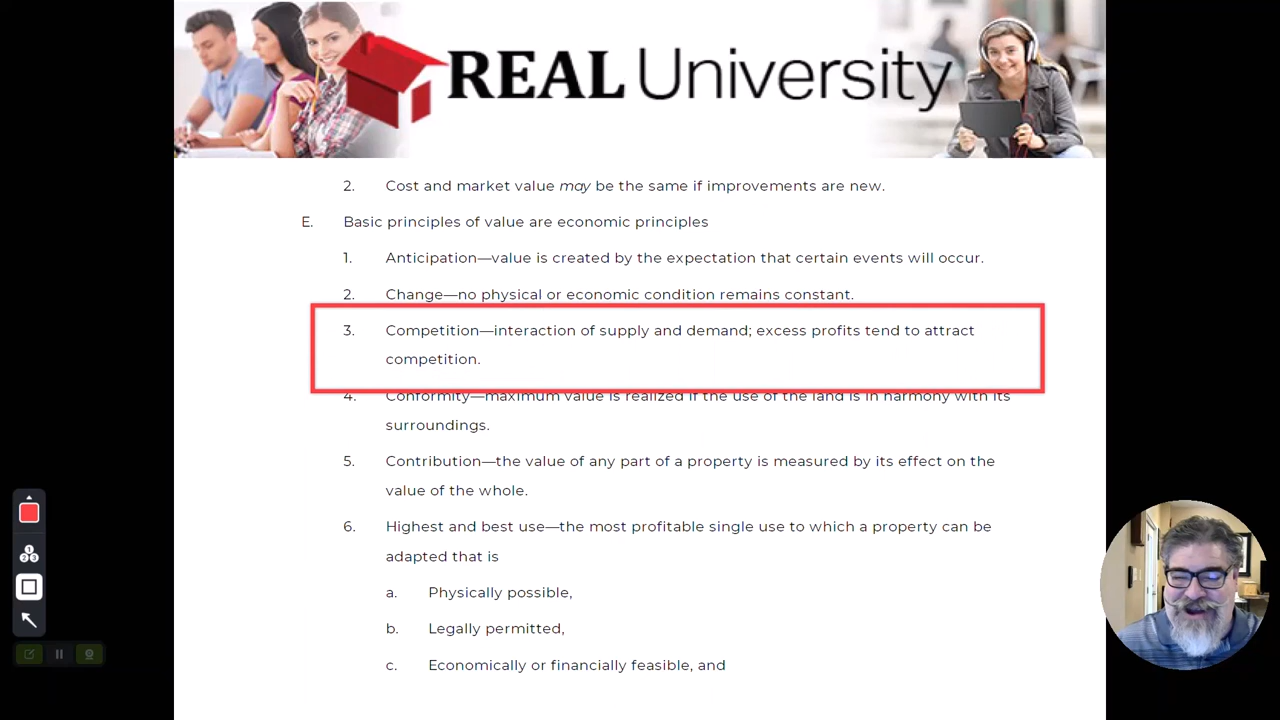 REAL University
2. Cost and market value may be the same if improvements are new.
E. Basic principles of value are economic principles
1. Anticipation—value is created by the expectation that certain events will occur.
2. Change—no physical or economic condition remains constant.
3. Competition—interaction of supply and demand; excess profits tend to attract
competition.
4. Conformity—maximum value is realized if the use of the land is in harmony with its
surroundings.
5. Contribution—the value of any part of a property is measured by its effect on the
value of the whole.
6. Highest and best use—the most profitable single use to which a property can be
adapted that is
a. Physically possible,
b. Legally permitted,
c. Economically or financially feasible, and